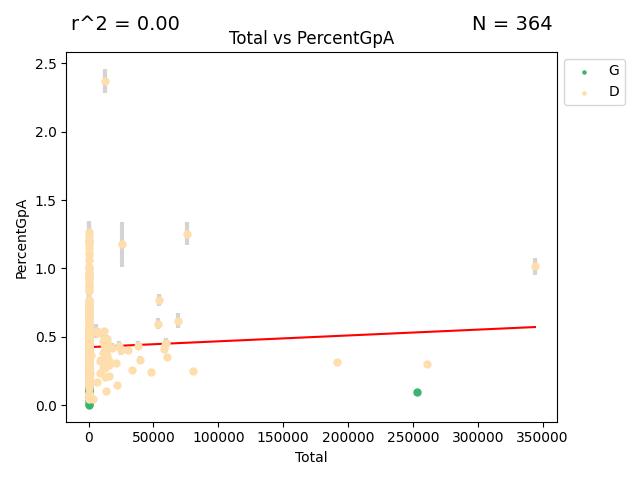 r^2 = 0.00
N = 364
Total vs PercentGpA
G
D
2.5
2.0
1.5
1.0
0.5
0.0
PercentGpA
0
50000
100000
150000
200000
250000
300000
350000
Total